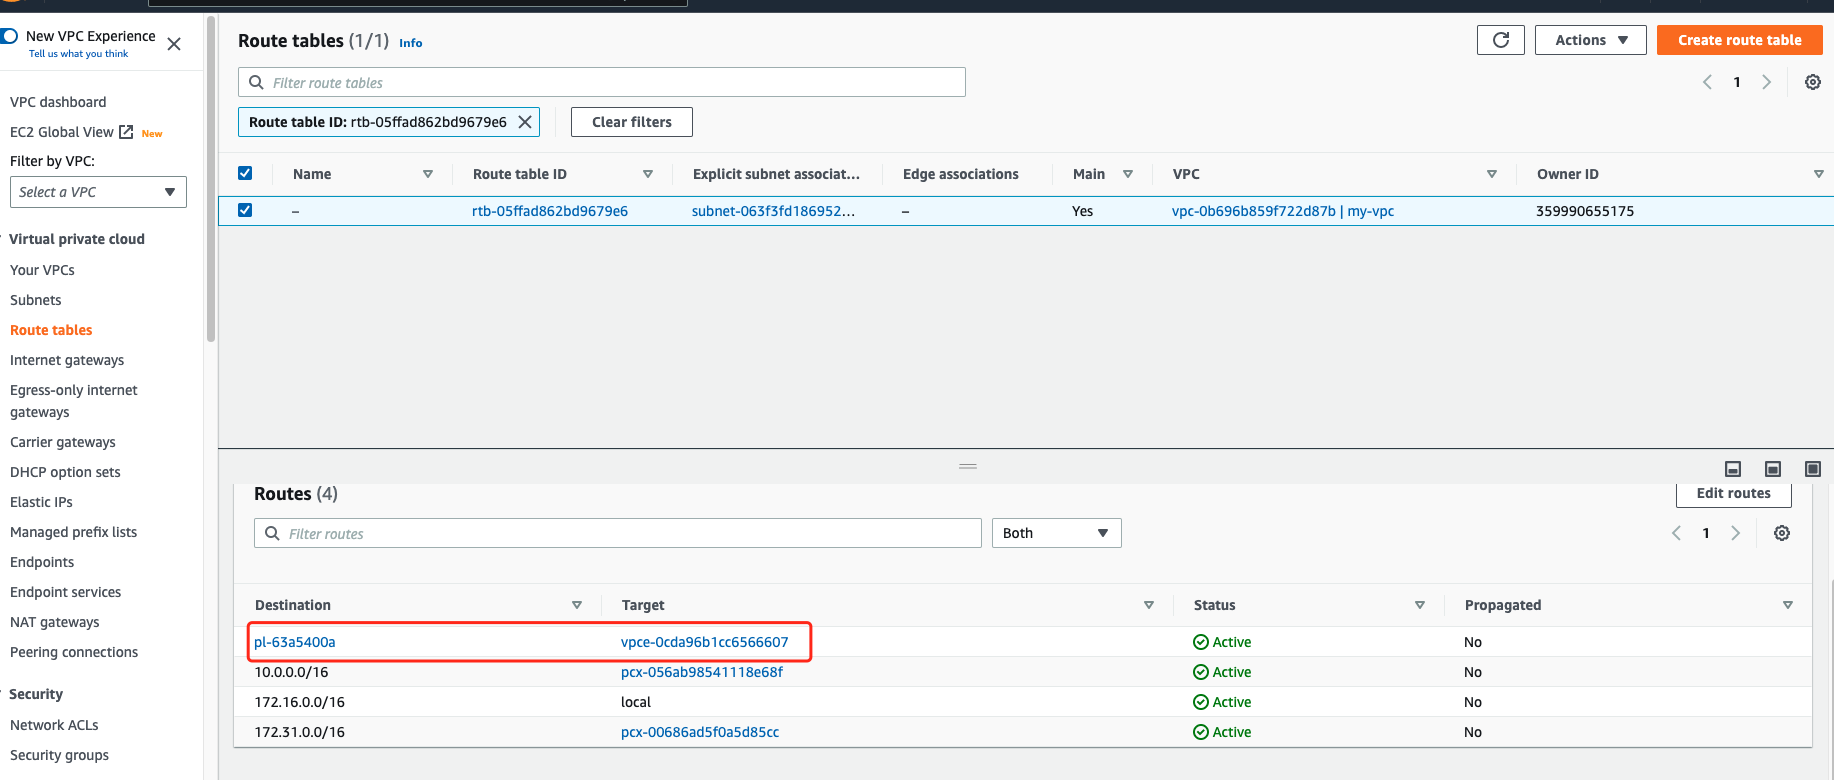 New VPC Experience
Tell us what you think
VPC dashboard
EC2 Global View New
Filter by VPC:
Select a VPC
Virtual private cloud
Your VPCs
Subnets
Route tables
Internet gateways
Egress-only internet
gateways
Carrier gateways
DHCP option sets
Elastic IPs
Managed prefix lists
Endpoints
Endpoint services
NAT gateways
Peering connections
Security
Network ACLs
Security groups
Route tables (1/1) Info
Actions
Create route table
Filter route tables
1
Route table ID: rtb-05ffad862bd9679e6
Clear filters
Name Route table ID Explicit subnet associat... Edge associations Main VPC Owner ID
– rtb-05ffad862bd9679e6 subnet-063f3fd186952... – Yes vpc-0b696b859f722d87b | my-vpc 359990655175
Routes (4)
Edit routes
Filter routes
Both
1
Destination Target Status Propagated
pl-63a5400a vpce-0cda96b1cc6566607 Active No
10.0.0.0/16 pcx-056ab98541118e68f Active No
172.16.0.0/16 local Active No
172.31.0.0/16 pcx-00686ad5f0a5d85cc Active No